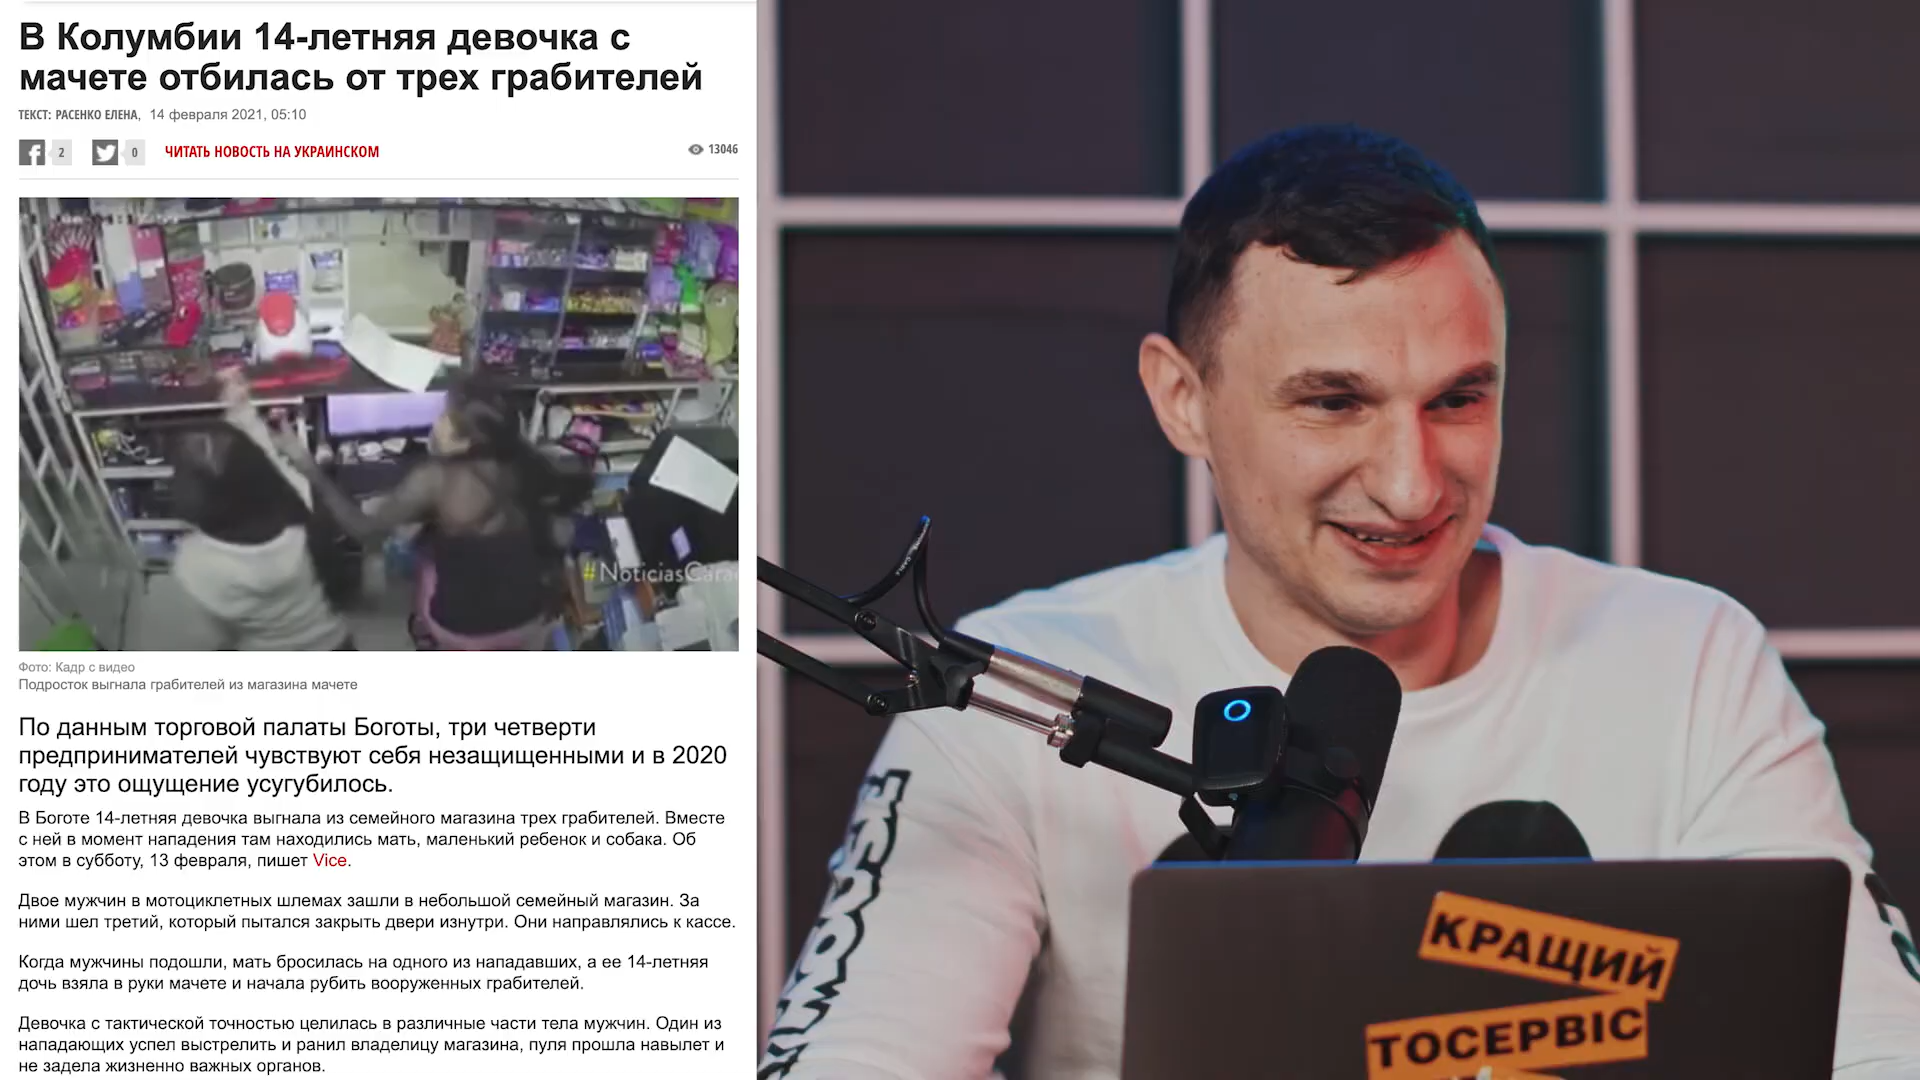 В Колумбии 14-летняя девочка с
мачете отбилась от трех грабителей
ТЕКСТ: РАСЕНКО ЕЛЕНА, 14 февраля 2021, 05:10
2 0 ЧИТАТЬ НОВОСТЬ НА УКРАИНСКОМ 13046
#NoticiasCara
Фото: Кадр с видео
Подросток выгнала грабителей из магазина мачете
По данным торговой палаты Боготы, три четверти
предпринимателей чувствуют себя незащищенными и в 2020
году это ощущение усугубилось.
В Боготе 14-летняя девочка выгнала из семейного магазина трех грабителей. Вместе
с ней в момент нападения там находились мать, маленький ребенок и собака. Об
этом в субботу, 13 февраля, пишет Vice.
Двое мужчин в мотоциклетных шлемах зашли в небольшой семейный магазин. За
ними шел третий, который пытался закрыть двери изнутри. Они направлялись к кассе.
Когда мужчины подошли, мать бросилась на одного из нападавших, а ее 14-летняя
дочь взяла в руки мачете и начала рубить вооруженных грабителей.
Девочка с тактической точностью целилась в различные части тела мужчин. Один из
нападающих успел выстрелить и ранил владелицу магазина, пуля прошла навылет и
не задела жизненно важных органов.
КРАЩИЙ
ТОСЕРВІС